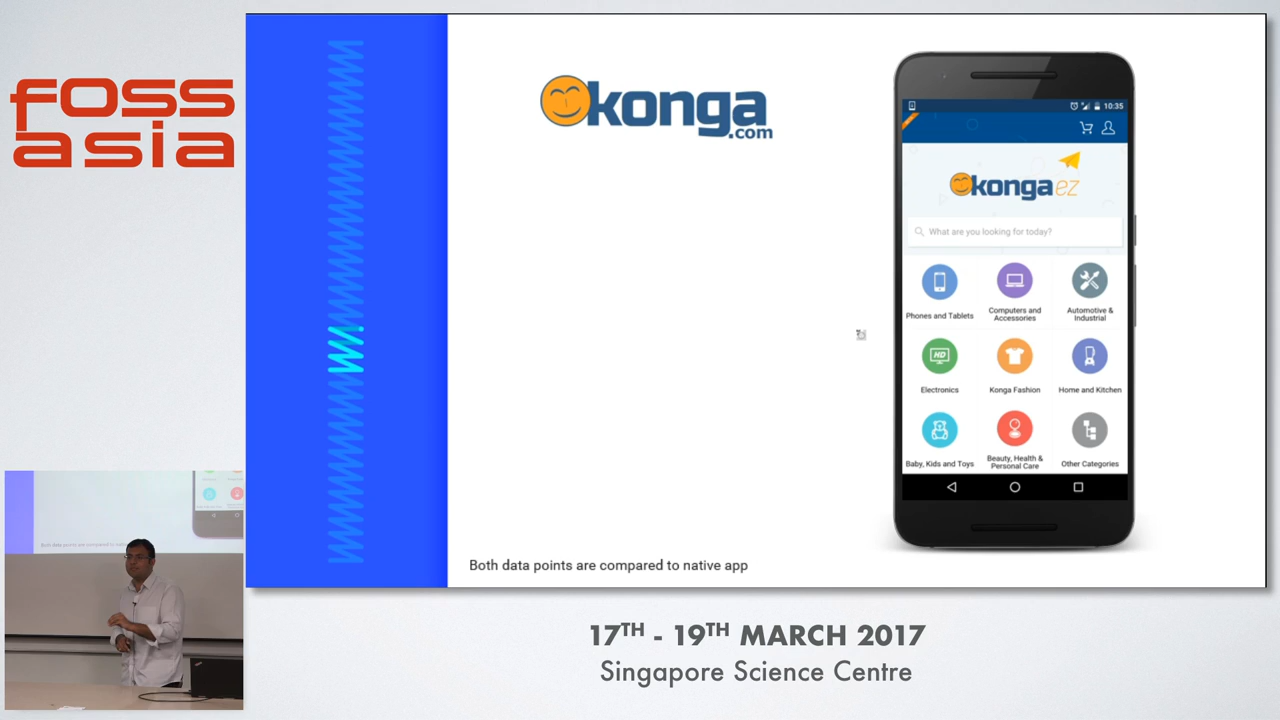 foss
asia
konga
.com
10:35
konga ez
What are you looking for today?
Phones and Tablets
Computers and
Accessories
Automotive &
Industrial
HD
Electronics
Konga Fashion
Home and Kitchen
Baby, Kids and Toys
Beauty, Health &
Personal Care
Other Categories
Both data points are compared to native app
17TH - 19TH MARCH 2017
Singapore Science Centre